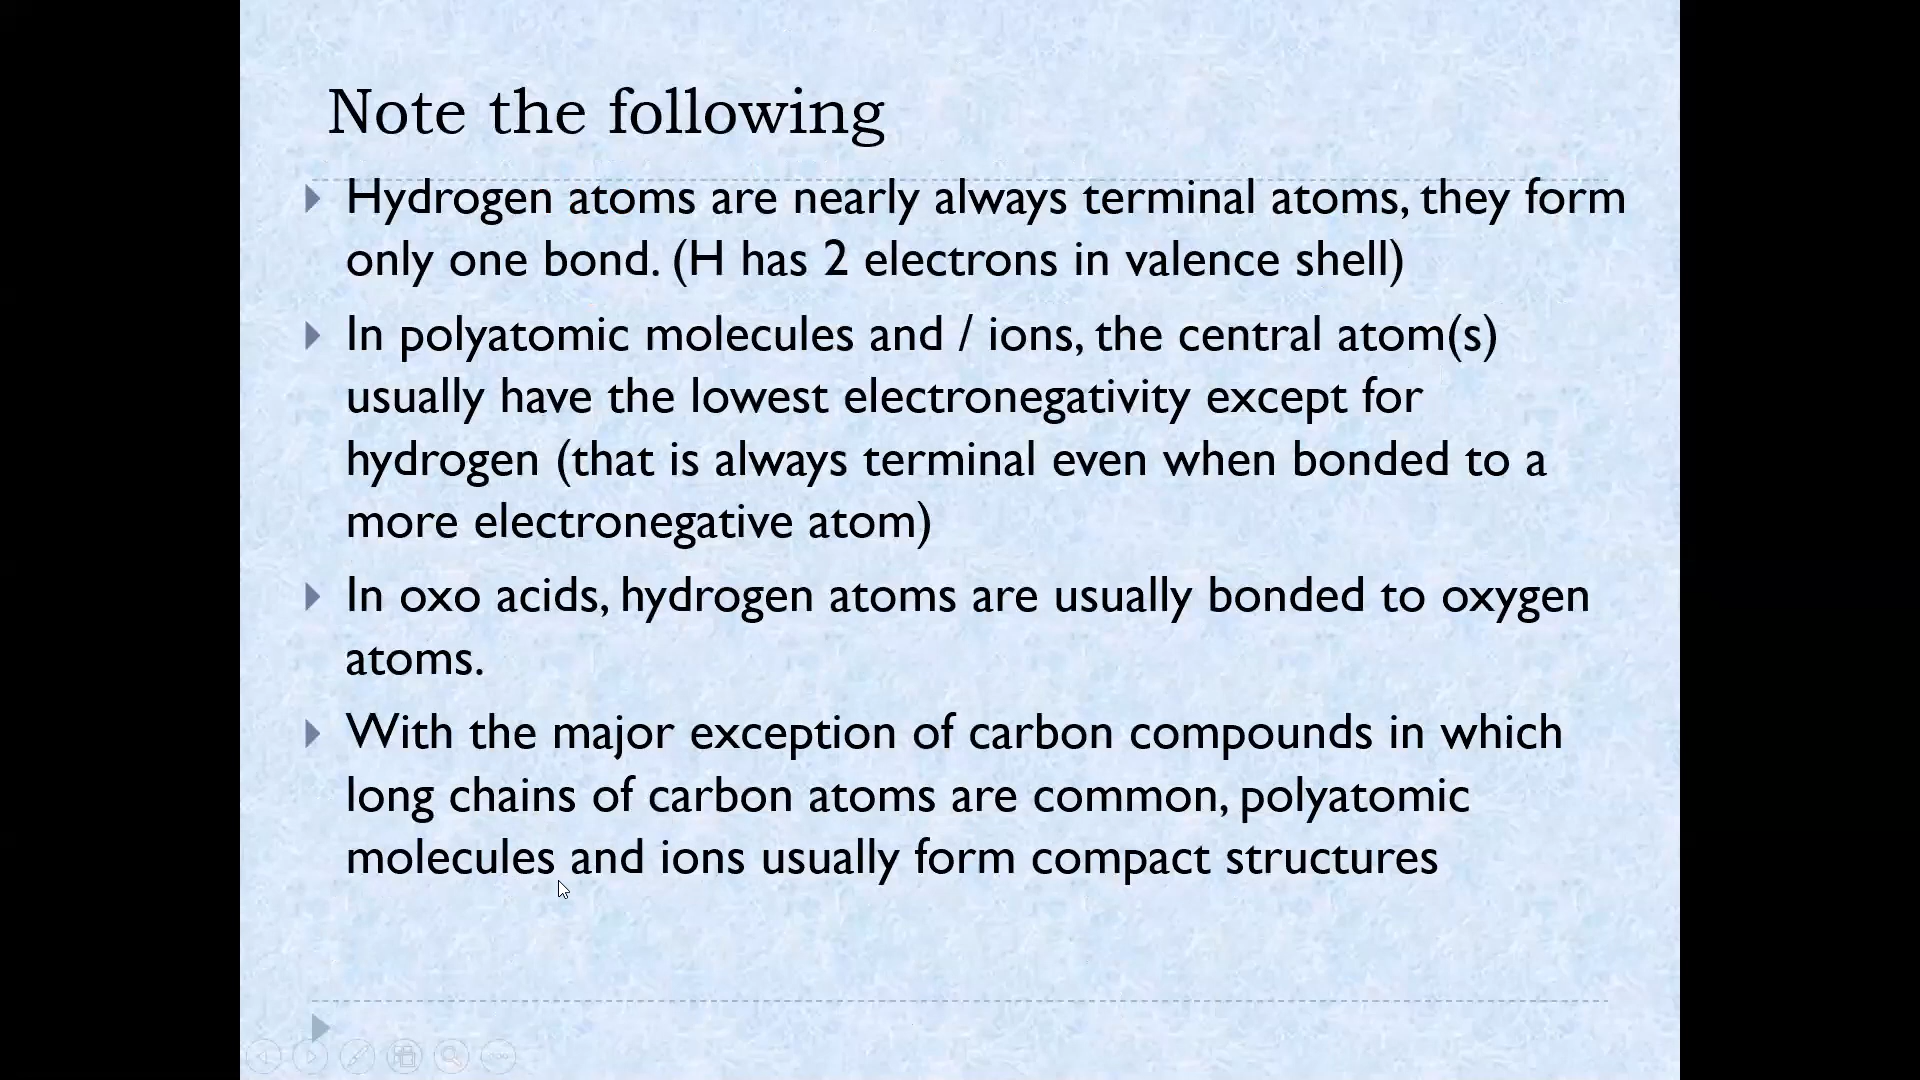 Note the following
Hydrogen atoms are nearly always terminal atoms, they form
only one bond. (H has 2 electrons in valence shell)
In polyatomic molecules and / ions, the central atom(s)
usually have the lowest electronegativity except for
hydrogen (that is always terminal even when bonded to a
more electronegative atom)
In oxo acids, hydrogen atoms are usually bonded to oxygen
atoms.
With the major exception of carbon compounds in which
long chains of carbon atoms are common, polyatomic
molecules and ions usually form compact structures